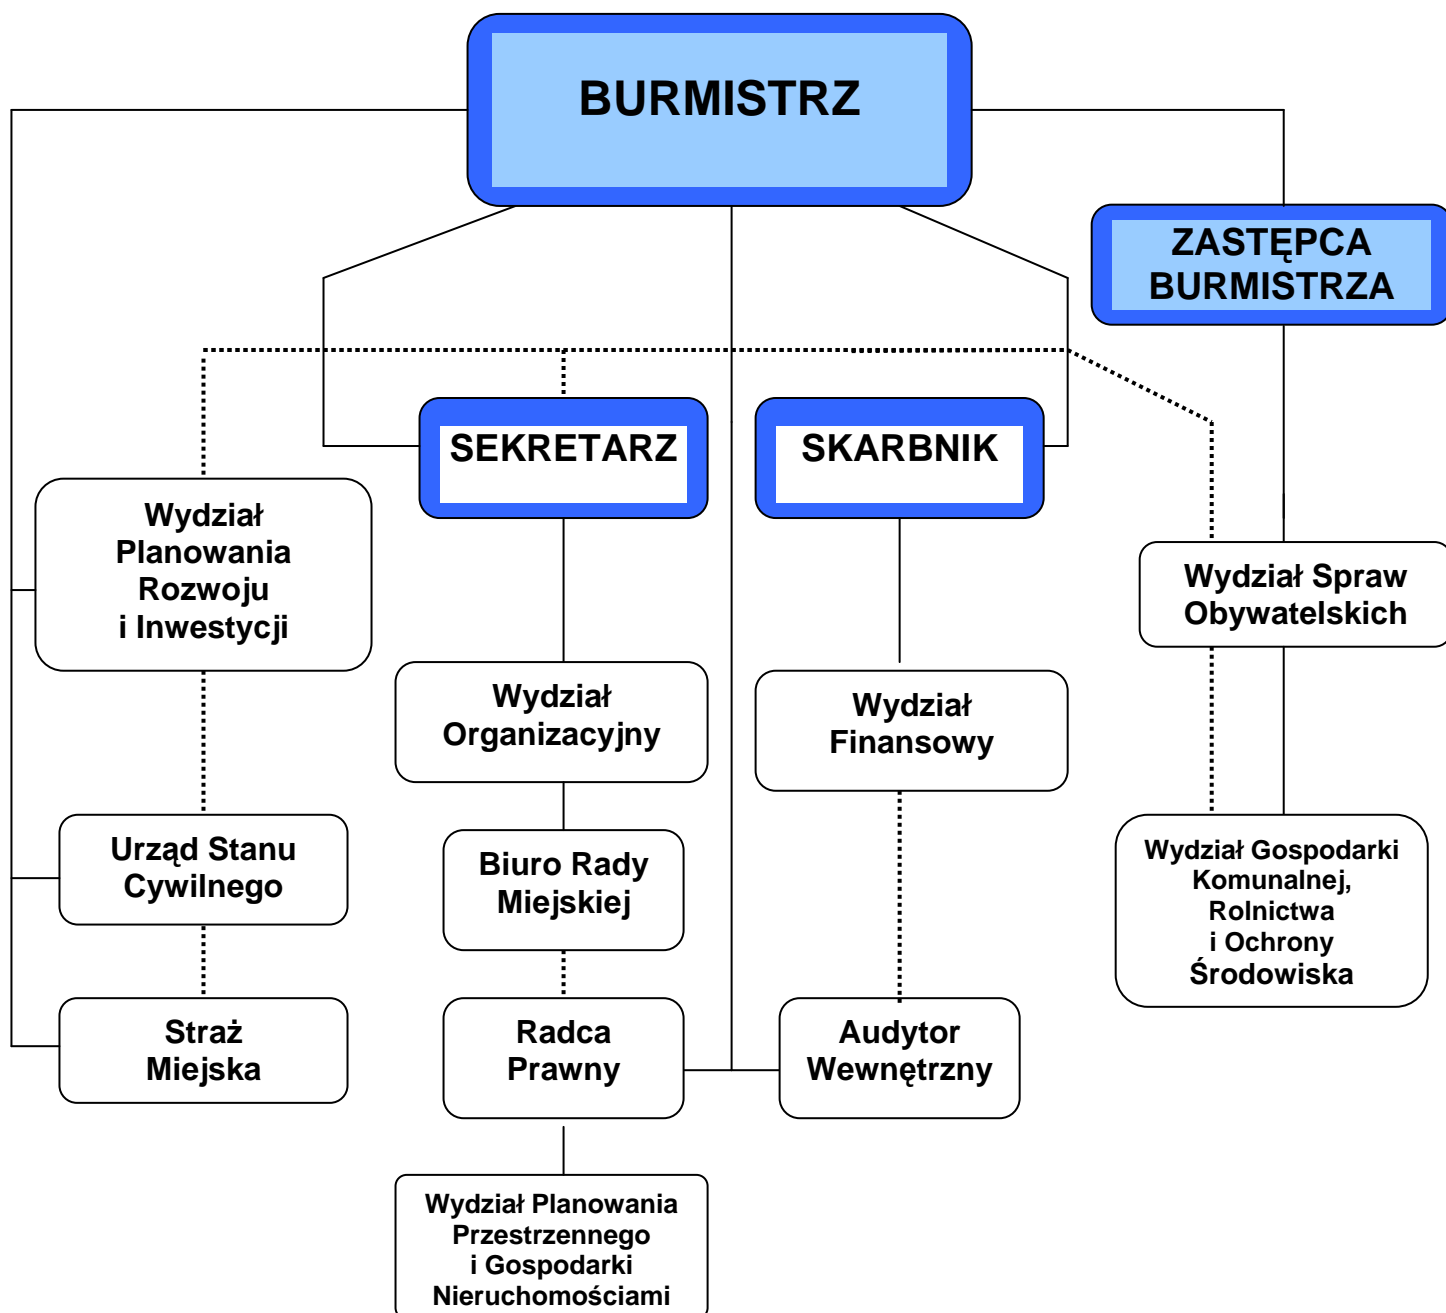 BURMISTRZ
ZASTĘPCA
BURMISTRZA
SEKRETARZ
SKARBNIK
Wydział
Planowania
Rozwoju
i Inwestycji
Wydział Spraw
Obywatelskich
Wydział
Organizacyjny
Wydział
Finansowy
Urząd Stanu
Cywilnego
Biuro Rady
Miejskiej
Wydział Gospodarki
Komunalnej,
Rolnictwa
i Ochrony
Środowiska
Straż
Miejska
Radca
Prawny
Audytor
Wewnętrzny
Wydział Planowania
Przestrzennego
i Gospodarki
Nieruchomościami